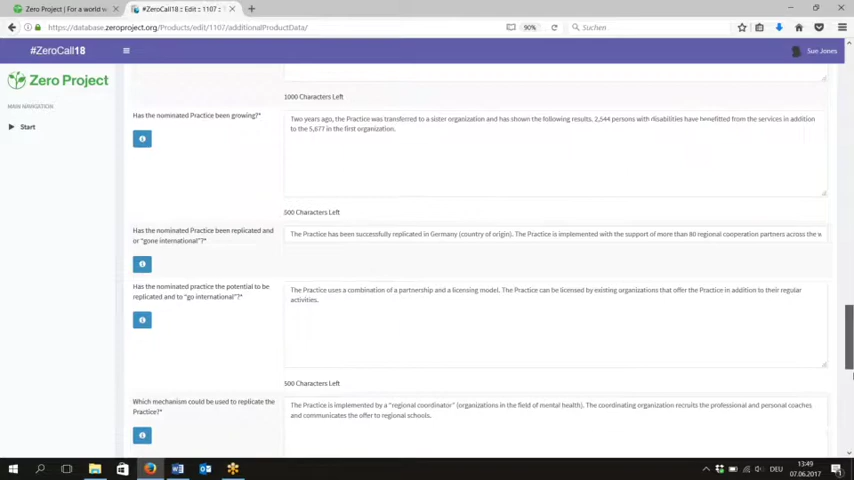 Zero Project | For a world w
#ZeroCall18 :: Edit :: 1107 ::
https://database.zeroproject.org/Products/edit/1107/additionalProductData/
90%
Suchen
#ZeroCall18
Sue Jones
Zero Project
MAIN NAVIGATION
Start
1000 Characters Left
Has the nominated Practice been growing?*
Two years ago, the Practice was transferred to a sister organization and has shown the following results. 2,544 persons with disabilities have benefitted from the services in addition
to the 5,677 in the first organization.
500 Characters Left
Has the nominated Practice been replicated and
or "gone international"?*
The Practice has been successfully replicated in Germany (country of origin). The Practice is implemented with the support of more than 80 regional cooperation partners across the w
Has the nominated practice the potential to be
replicated and to "go international"?*
The Practice uses a combination of a partnership and a licensing model. The Practice can be licensed by existing organizations that offer the Practice in addition to their regular
activities.
500 Characters Left
Which mechanism could be used to replicate the
Practice?*
The Practice is implemented by a "regional coordinator" (organizations in the field of mental health). The coordinating organization recruits the professional and personal coaches
and communicates the offer to regional schools.
DEU
13:49
07.06.2017